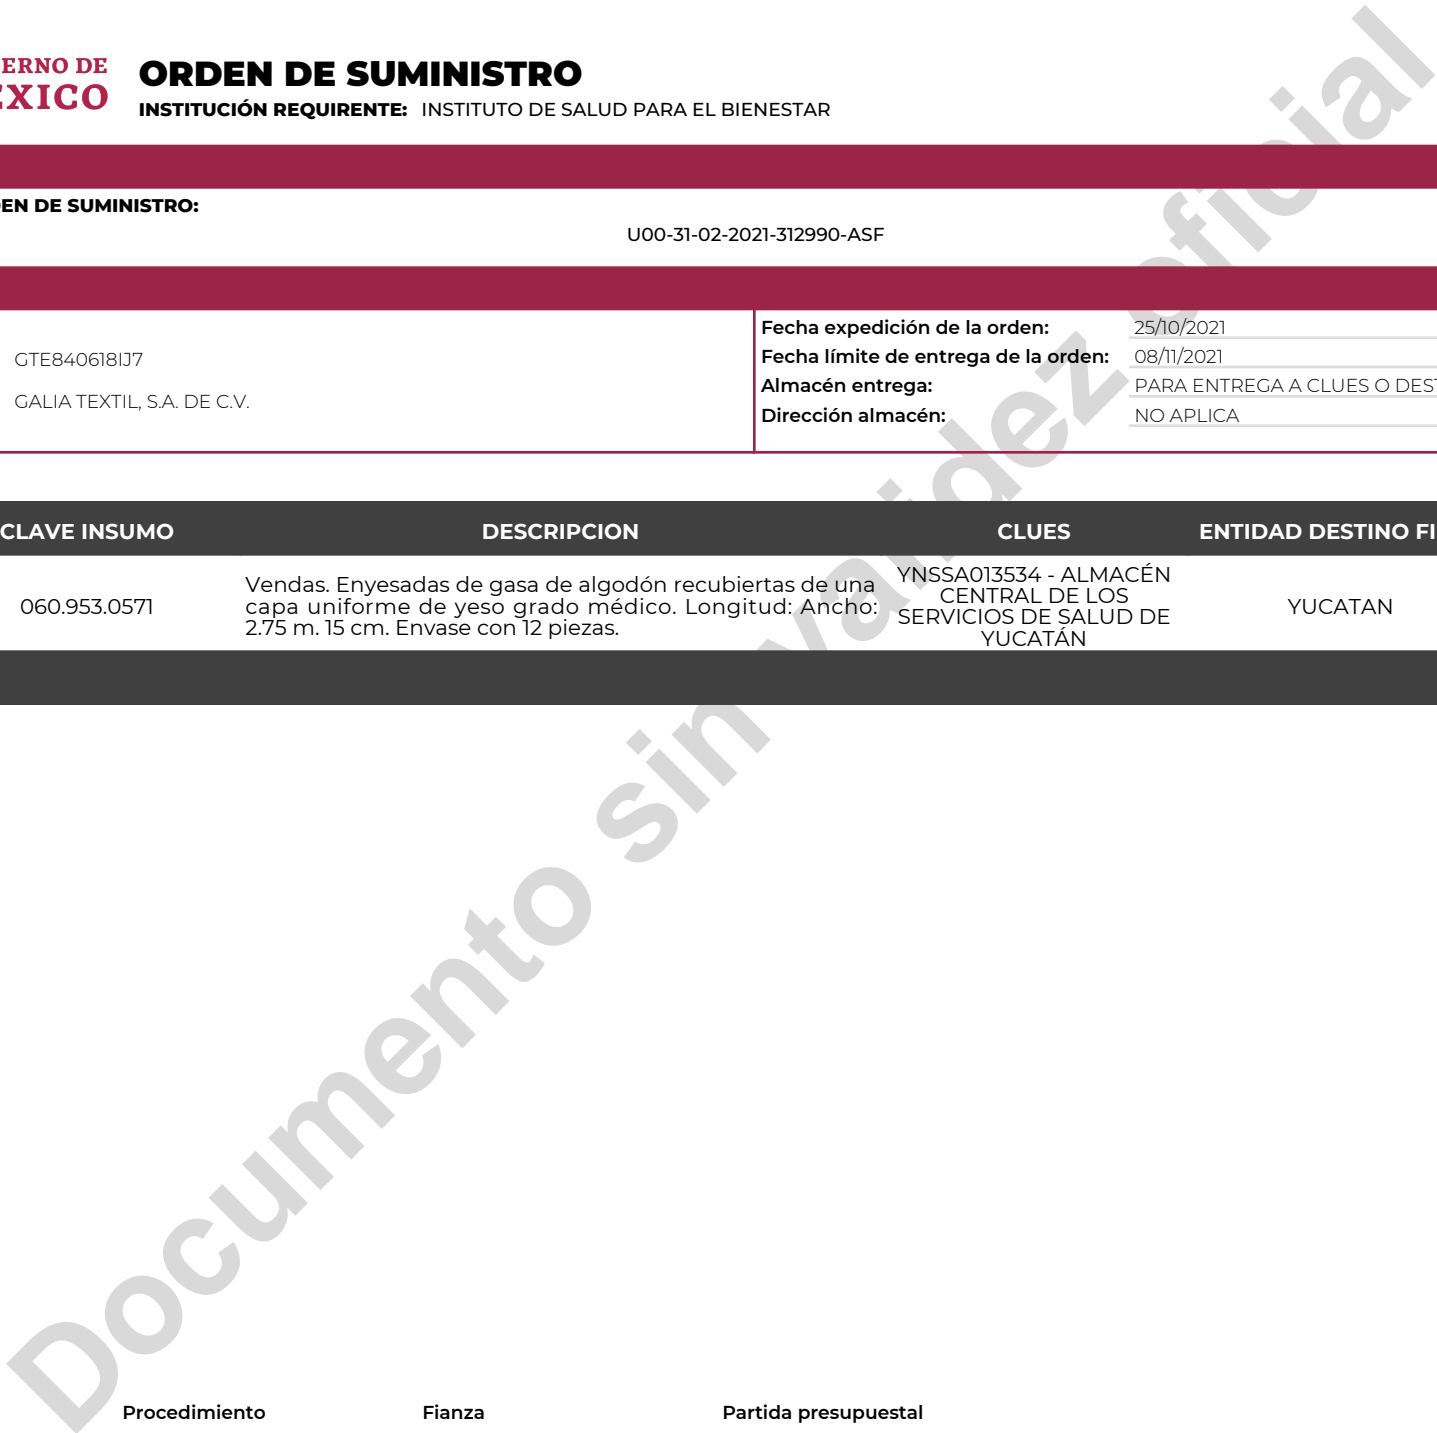 ERNO DE
EXICO
ORDEN DE SUMINISTRO
INSTITUCIÓN REQUIRENTE: INSTITUTO DE SALUD PARA EL BIENESTAR
EN DE SUMINISTRO:
U00-31-02-2021-312990-ASF
GTE840618IJ7
GALIA TEXTIL, S.A. DE C.V.
Fecha expedición de la orden: 25/10/2021
Fecha límite de entrega de la orden: 08/11/2021
Almacén entrega: PARA ENTREGA A CLUES O DEST
Dirección almacén: NO APLICA
CLAVE INSUMO DESCRIPCION CLUES ENTIDAD DESTINO FI
060.953.0571
Vendas. Enyesadas de gasa de algodón recubiertas de una
capa uniforme de yeso grado médico. Longitud: Ancho:
2.75 m. 15 cm. Envase con 12 piezas.
YNSSA013534 - ALMACÉN
CENTRAL DE LOS
SERVICIOS DE SALUD DE
YUCATÁN
YUCATAN
Documento sin validez oficial
Procedimiento Fianza Partida presupuestal